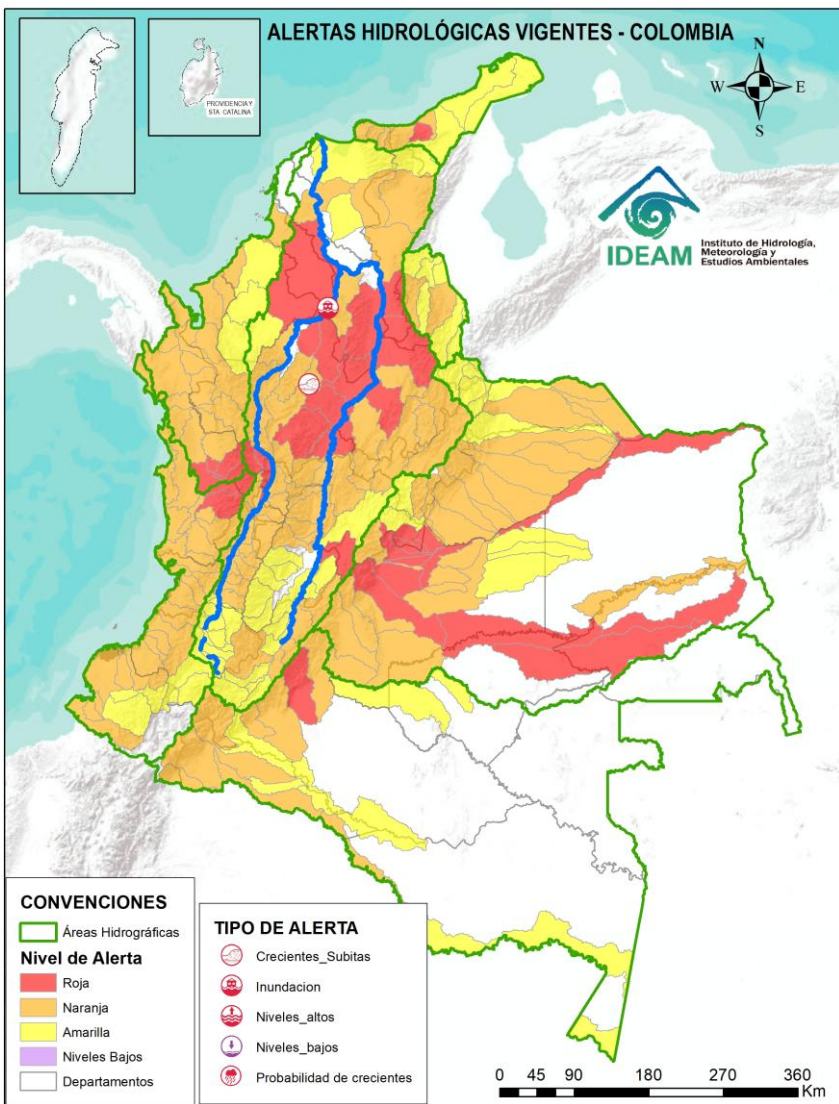 ALERTAS HIDROLÓGICAS VIGENTES - COLOMBIA
PROVIDENCIA Y
STA. CATALINA
N
W
E
S
IDEAM
Instituto de Hidrología,
Meteorología y
Estudios Ambientales
CONVENCIONES
Áreas Hidrográficas
Nivel de Alerta
Roja
Naranja
Amarilla
Niveles Bajos
Departamentos
TIPO DE ALERTA
Crecientes_Subitas
Inundacion
Niveles_altos
Niveles_bajos
Probabilidad de crecientes
0 45 90 180 270 360
Km